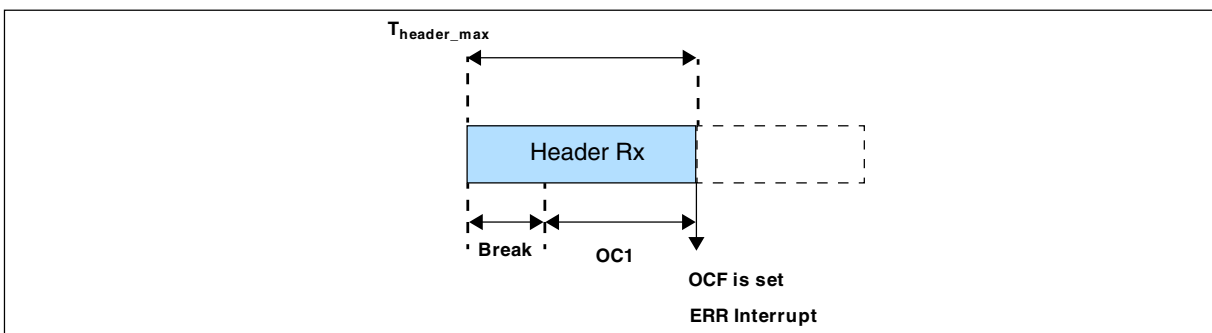 Theader_max
Header Rx
Break
OC1
OCF is set
ERR Interrupt